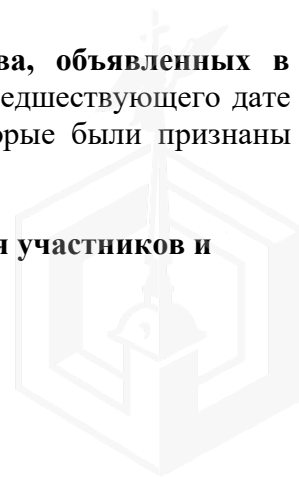 ва, объявленных в
едшествующего дате
орые были признаны
я участников и